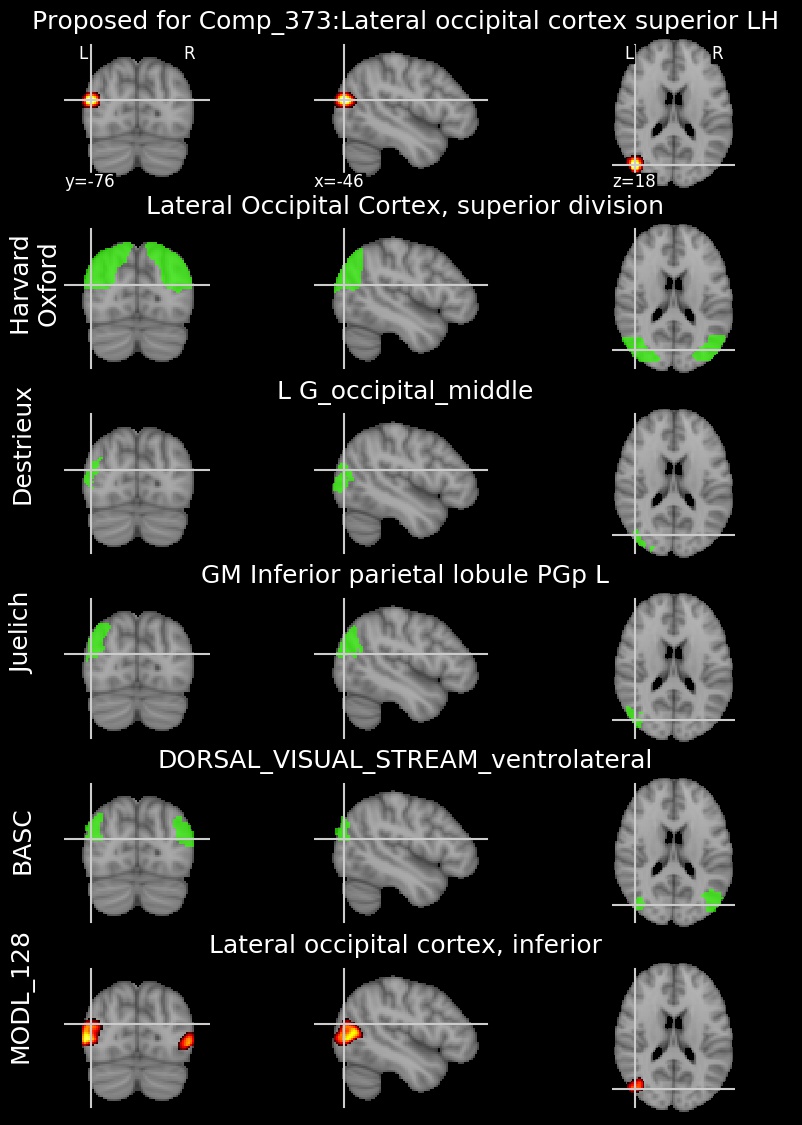 Proposed for Comp_373:Lateral occipital cortex superior LH
L R L R
y=-76 x=-46 z=18
Lateral Occipital Cortex, superior division
Harvard
Oxford
L G_occipital_middle
Destrieux
GM Inferior parietal lobule PGp L
Juelich
DORSAL_VISUAL_STREAM_ventrolateral
BASC
Lateral occipital cortex, inferior
MODL_128